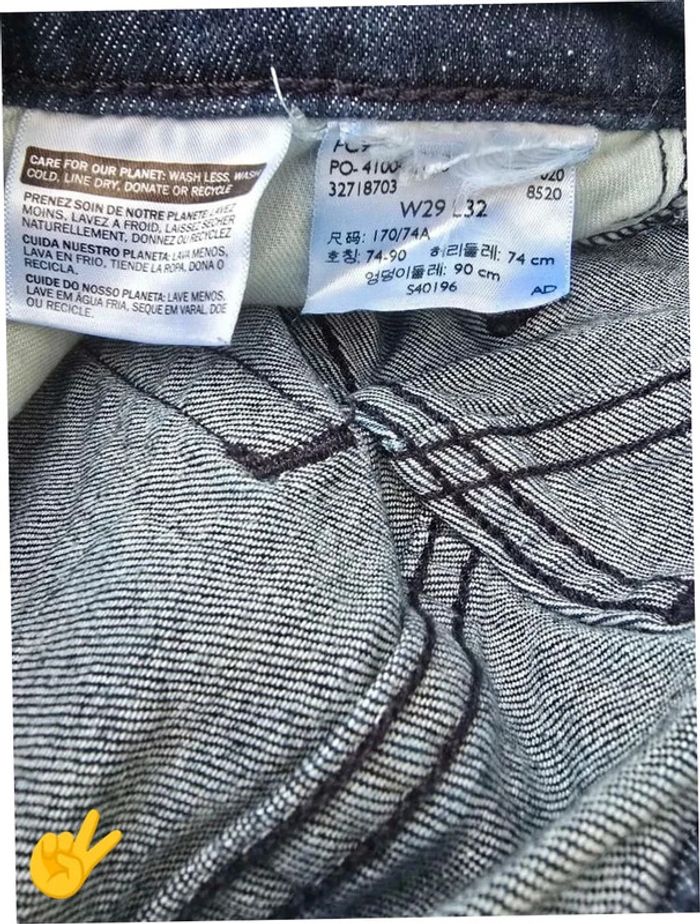 CARE FOR OUR PLANET: WASH LESS, WASH
COLD, LINE DRY, DONATE OR RECYCLE
PRENEZ SOIN DE NOTRE PLANETE: LAVEZ
MOINS, LAVEZ A FROID, LAISSEZ SÉCHER
NATURELLEMENT, DONNEZ OU RECYCLEZ
CUIDA NUESTRO PLANETA: LAVA MENOS,
LAVA EN FRIO, TIENDE LA ROPA, DONA O
RECICLA.
CUIDE DO NOSSO PLANETA: LAVE MENOS,
LAVE EM ÁGUA FRIA, SEQUE EM VARAL, DOE
OU RECICLE.
PO- 4100
020
32718703
8520
W29 L32
尺码: 170/74A
호칭: 74-90 허리둘레: 74 cm
엉덩이둘레: 90 cm
S40196 AD